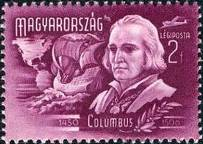 MAGYARORSZÁG
LÉGIPOSTA
2 f
1450 COLUMBUS 1506